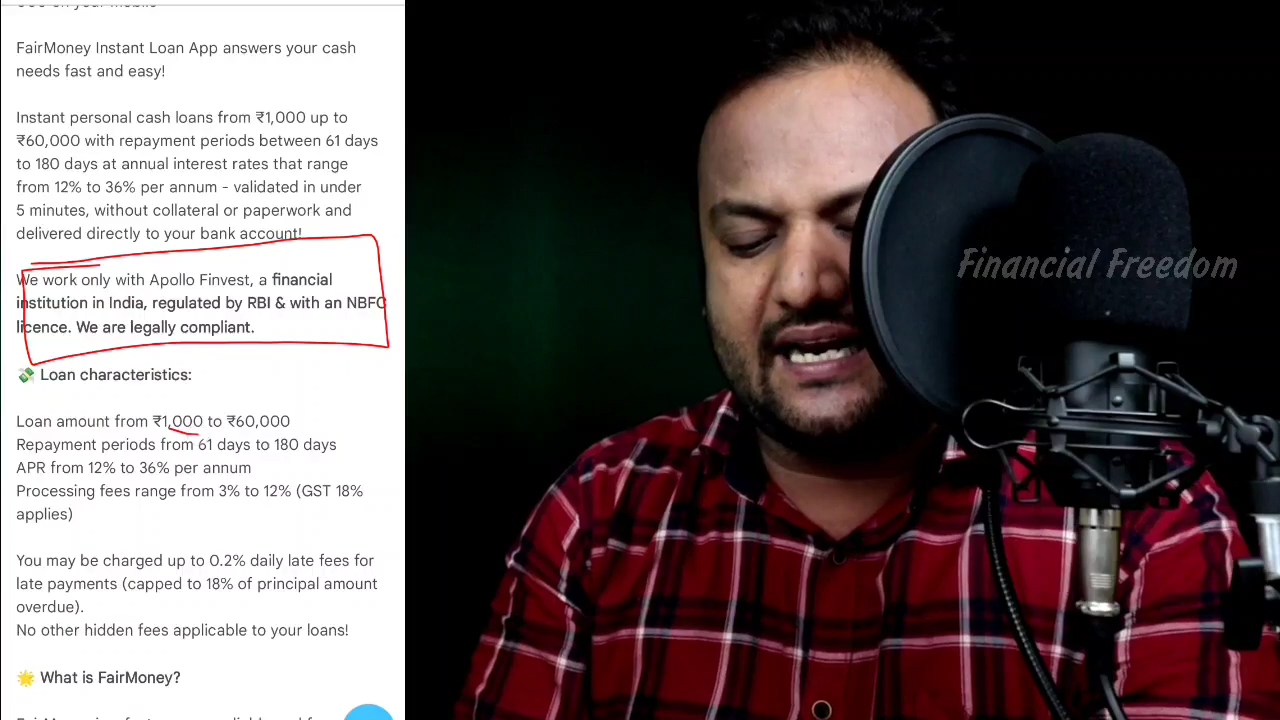 FairMoney Instant Loan App answers your cash
needs fast and easy!
Instant personal cash loans from ₹1,000 up to
₹60,000 with repayment periods between 61 days
to 180 days at annual interest rates that range
from 12% to 36% per annum - validated in under
5 minutes, without collateral or paperwork and
delivered directly to your bank account!
We work only with Apollo Finvest, a financial
institution in India, regulated by RBI & with an NBFC
licence. We are legally compliant.
💸 Loan characteristics:
Loan amount from ₹1,000 to ₹60,000
Repayment periods from 61 days to 180 days
APR from 12% to 36% per annum
Processing fees range from 3% to 12% (GST 18%
applies)
You may be charged up to 0.2% daily late fees for
late payments (capped to 18% of principal amount
overdue).
No other hidden fees applicable to your loans!
🌟 What is FairMoney?
Financial Freedom